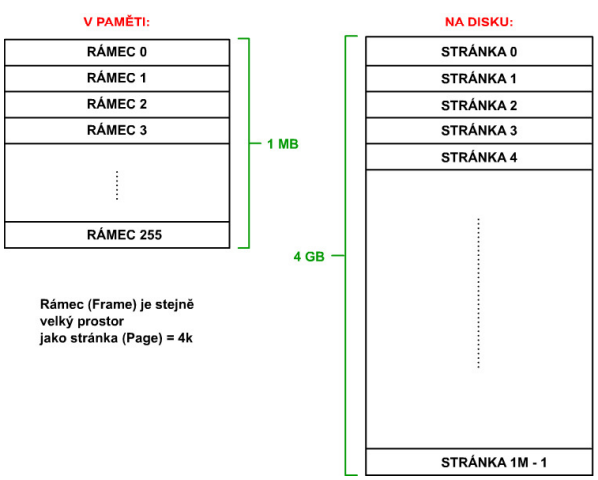 V PAMĚTI:
RÁMEC 0
RÁMEC 1
RÁMEC 2
RÁMEC 3
RÁMEC 255
1 MB
Rámec (Frame) je stejně
velký prostor
jako stránka (Page) = 4k
NA DISKU:
STRÁNKA 0
STRÁNKA 1
STRÁNKA 2
STRÁNKA 3
STRÁNKA 4
STRÁNKA 1M - 1
4 GB